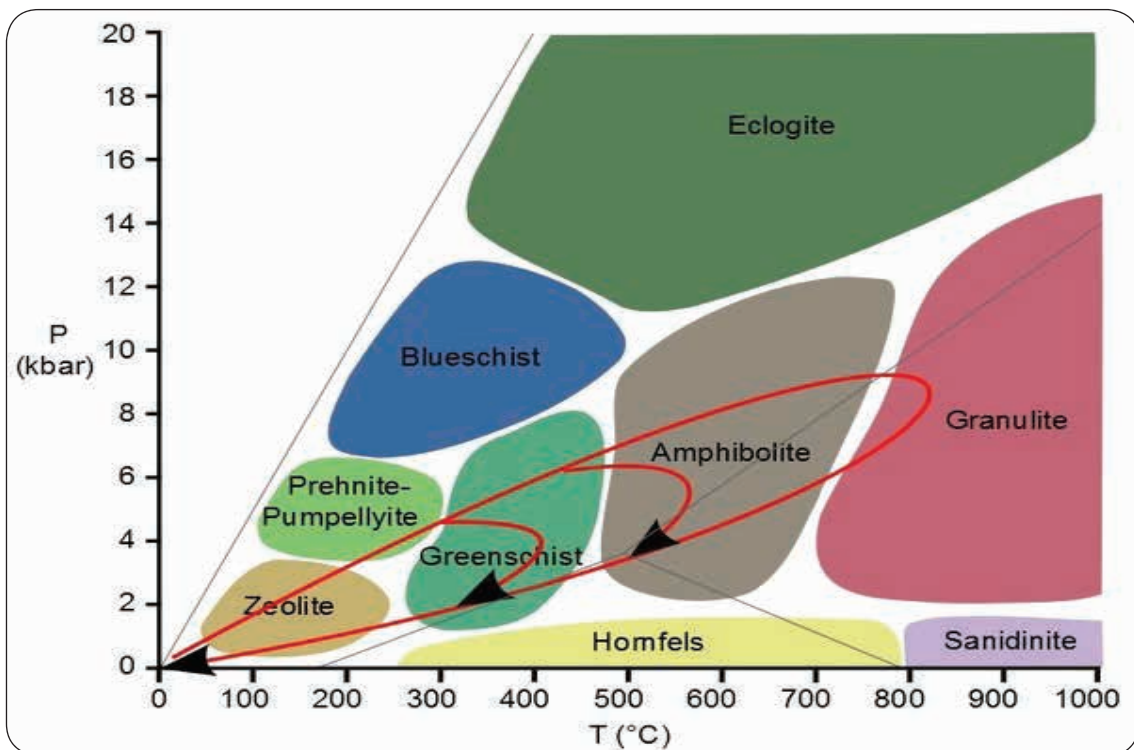 20
18
16
14
12
10
8
6
4
2
0
P
(kbar)
Eclogite
Blueschist
Granulite
Amphibolite
Prehnite-
Pumpellyite
Greenschist
Zeolite
Hornfels
Sanidinite
0 100 200 300 400 500 600 700 800 900 1000
T (°C)